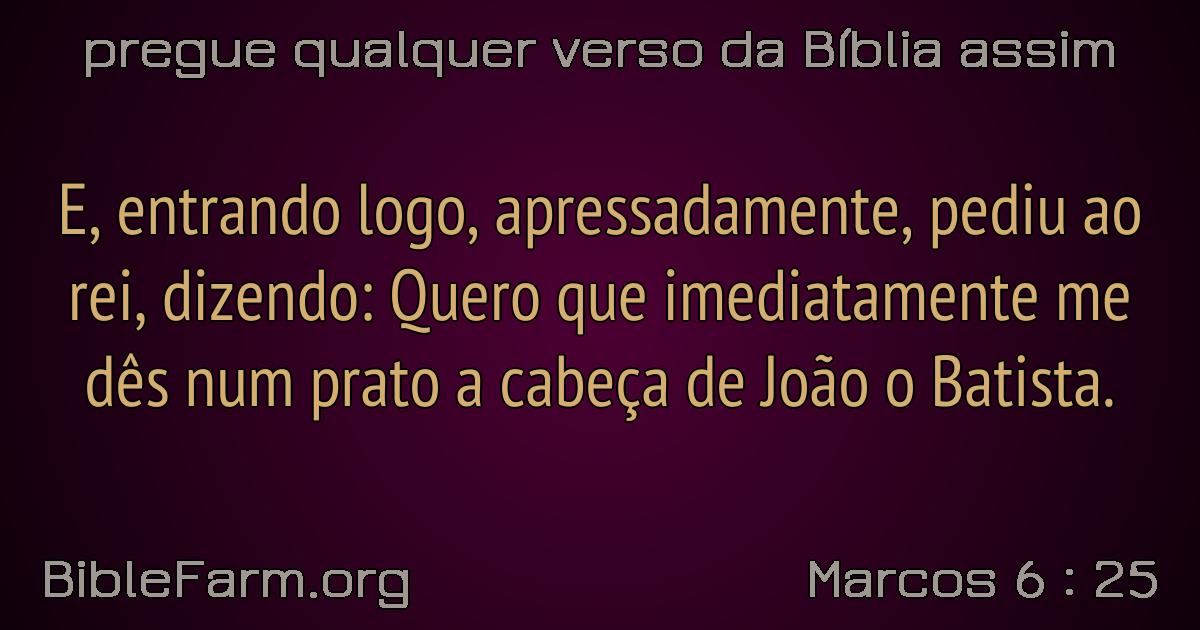 pregue qualquer verso da Bíblia assim
E, entrando logo, apressadamente, pediu ao
rei, dizendo: Quero que imediatamente me
dês num prato a cabeça de João o Batista.
BibleFarm.org
Marcos 6 : 25